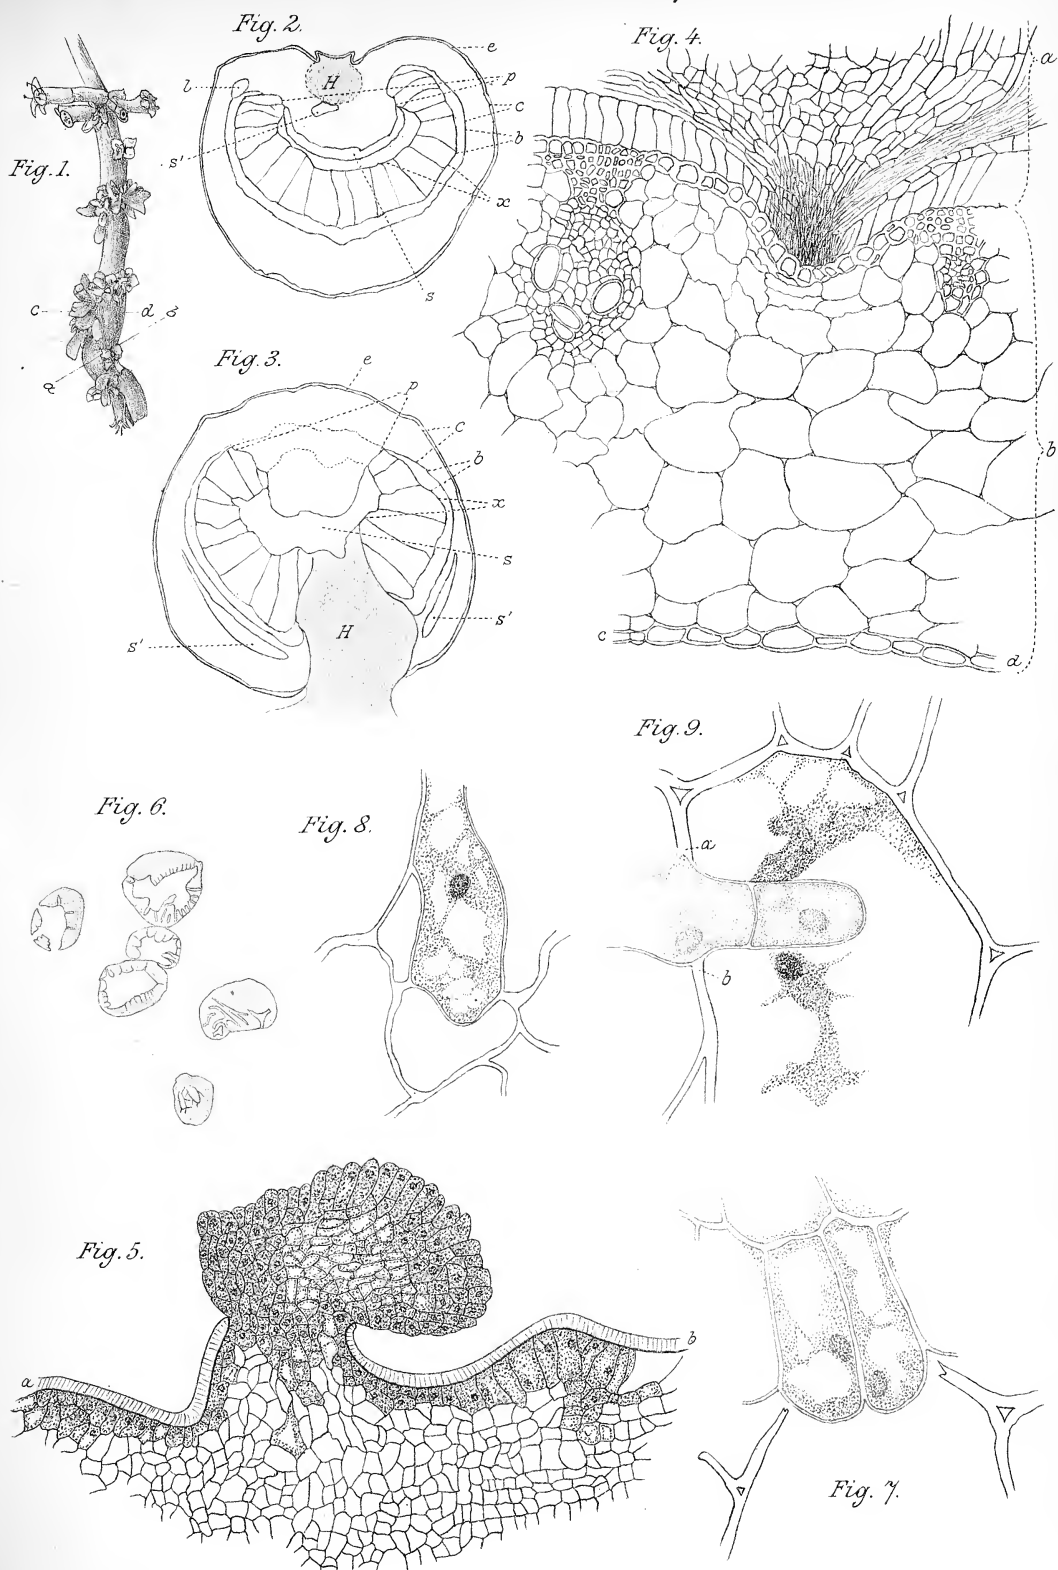 Fig. 2.
Fig. 4.
e
a
H
l
p
c
b
s'
Fig. 1.
x
s
c
d
a
Fig. 3.
e
p
c
b
x
s
b
H
s'
s'
c
d
Fig. 9.
Fig. 6.
Fig. 8.
a
b
Fig. 5.
a
b
Fig. 7.